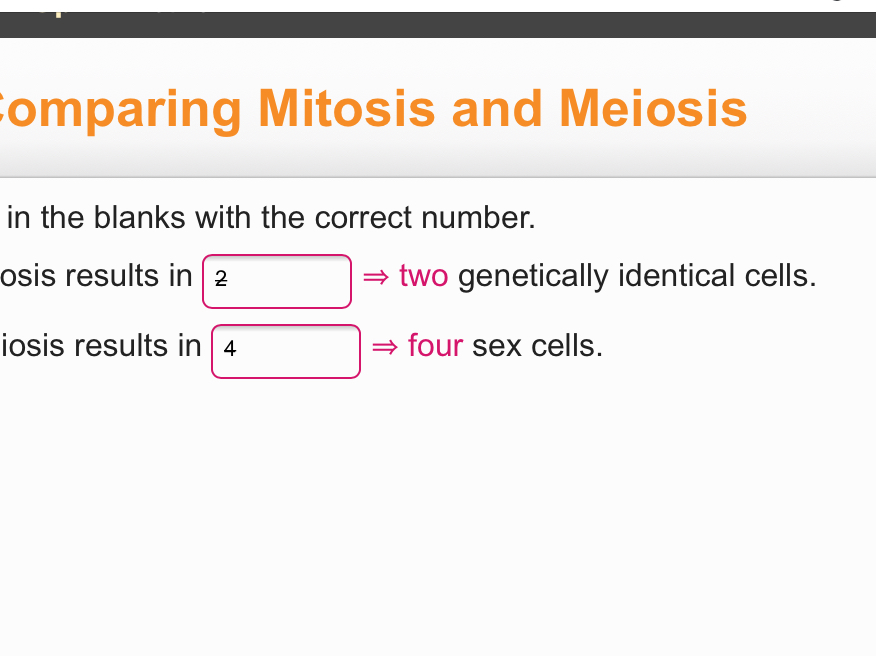 Comparing Mitosis and Meiosis
in the blanks with the correct number.
osis results in 2 ⇒ two genetically identical cells.
iosis results in 4 ⇒ four sex cells.